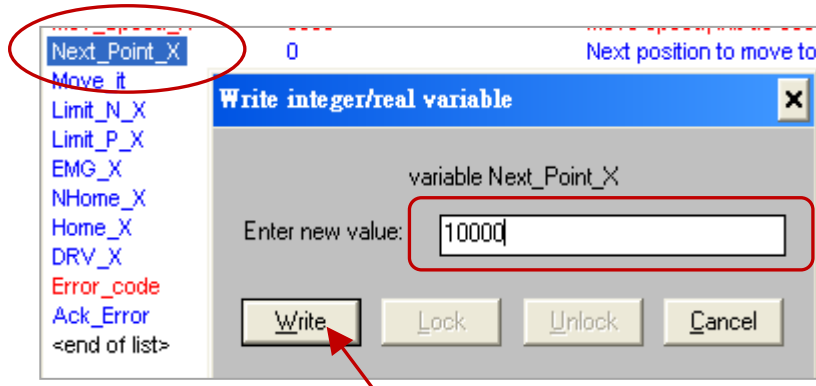 Next_Point_X 0 Next position to move to
Move_it
Limit_N_X
Limit_P_X
EMG_X
NHome_X
Home_X
DRV_X
Error_code
Ack_Error
<end of list>
Write integer/real variable
variable Next_Point_X
Enter new value: 10000
Write Lock Unlock Cancel